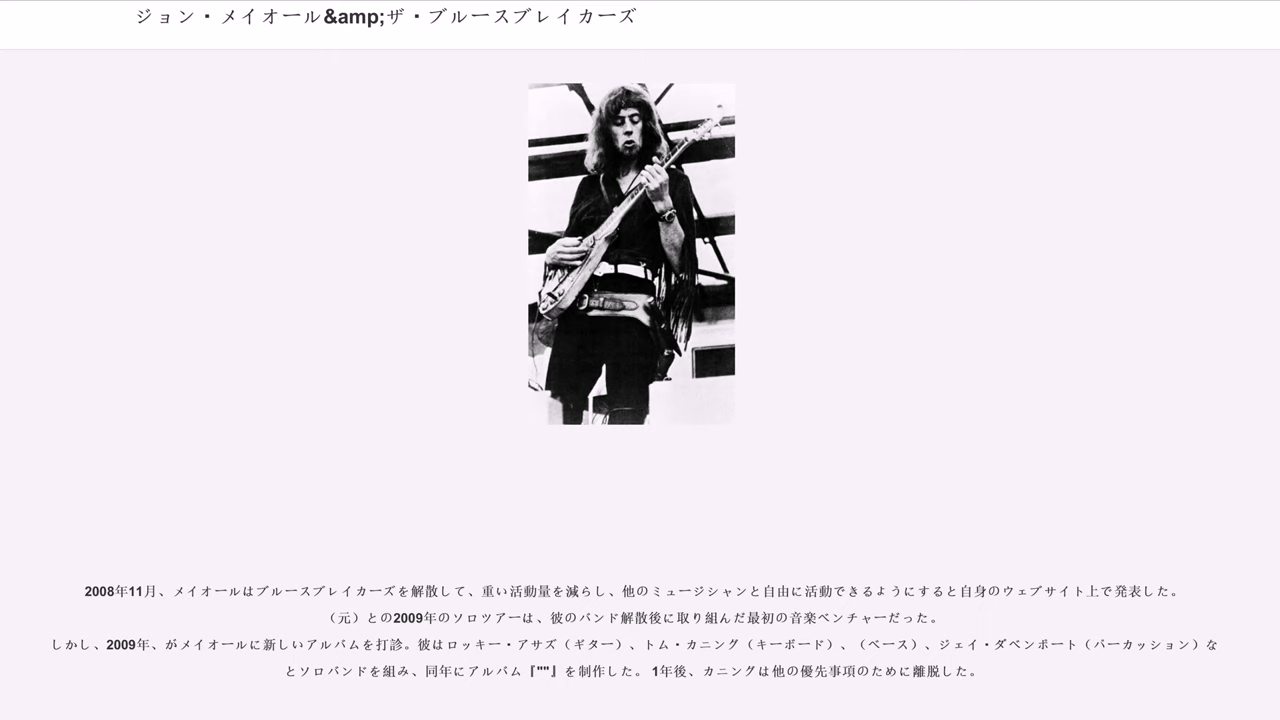 ジョン・メイオール&amp;ザ・ブルースブレイカーズ
2008年11月、メイオールはブルースブレイカーズを解散して、重い活動量を減らし、他のミュージシャンと自由に活動できるようにすると自身のウェブサイト上で発表した。
（元）との2009年のソロツアーは、彼のバンド解散後に取り組んだ最初の音楽ベンチャーだった。
しかし、2009年、がメイオールに新しいアルバムを打診。彼はロッキー・アサズ（ギター）、トム・カニング（キーボード）、（ベース）、ジェイ・ダベンポート（パーカッション）な
とソロバンドを組み、同年にアルバム『""』を制作した。 1年後、カニングは他の優先事項のために離脱した。